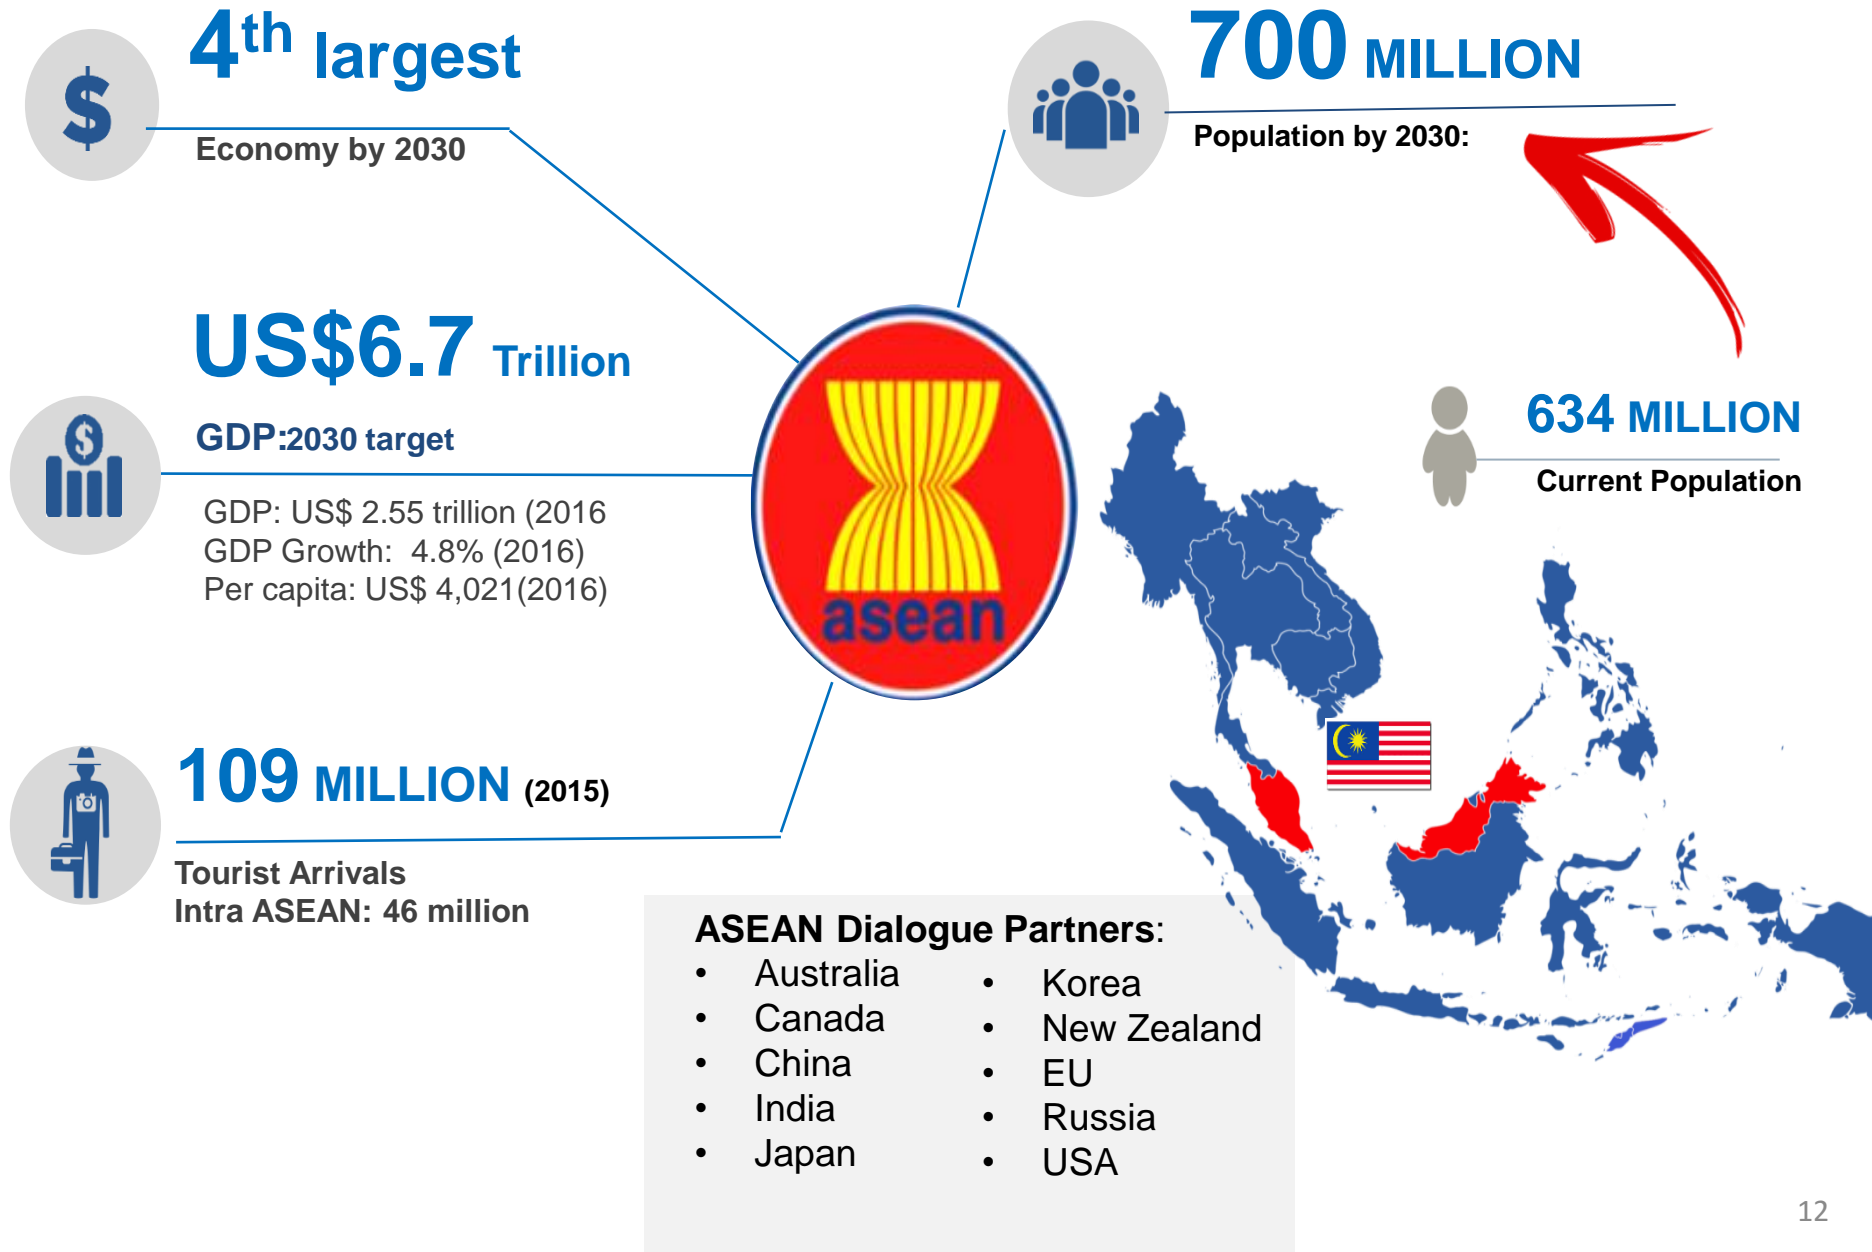 4th largest
Economy by 2030
700 MILLION
Population by 2030:
US$6.7 Trillion
GDP:2030 target
GDP: US$ 2.55 trillion (2016
GDP Growth: 4.8% (2016)
Per capita: US$ 4,021(2016)
asean
634 MILLION
Current Population
109 MILLION (2015)
Tourist Arrivals
Intra ASEAN: 46 million
ASEAN Dialogue Partners:
• Australia
• Canada
• China
• India
• Japan
• Korea
• New Zealand
• EU
• Russia
• USA
12